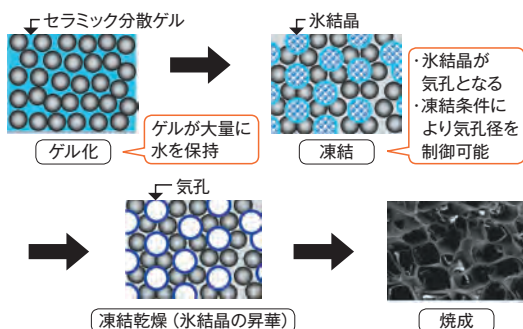 セラミック分散ゲル
氷結晶
・氷結晶が
気孔となる
・凍結条件に
より気孔径を
制御可能
ゲルが大量に
水を保持
ゲル化
凍結
気孔
凍結乾燥（氷結晶の昇華）
焼成